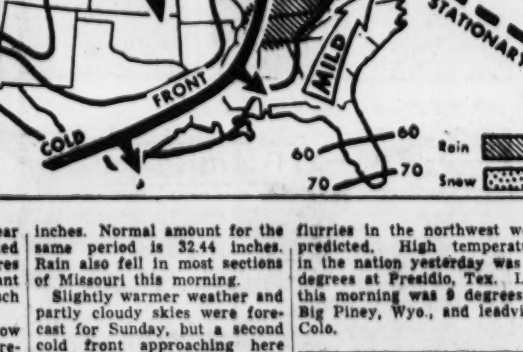 STATIONARY
MILD
FRONT
COLD
60
60
70
70
Rain
Snow
inches. Normal amount for the
same period is 32.44 inches.
Rain also fell in most sections
of Missouri this morning.
Slightly warmer weather and
partly cloudy skies were fore-
cast for Sunday, but a second
cold front approaching here
flurries in the northwest
predicted. High
in the nation yesterday was
degrees at Presidio, Tex.
this morning was 9 degrees
Big Piney, Wyo., and leadvi
Colo.